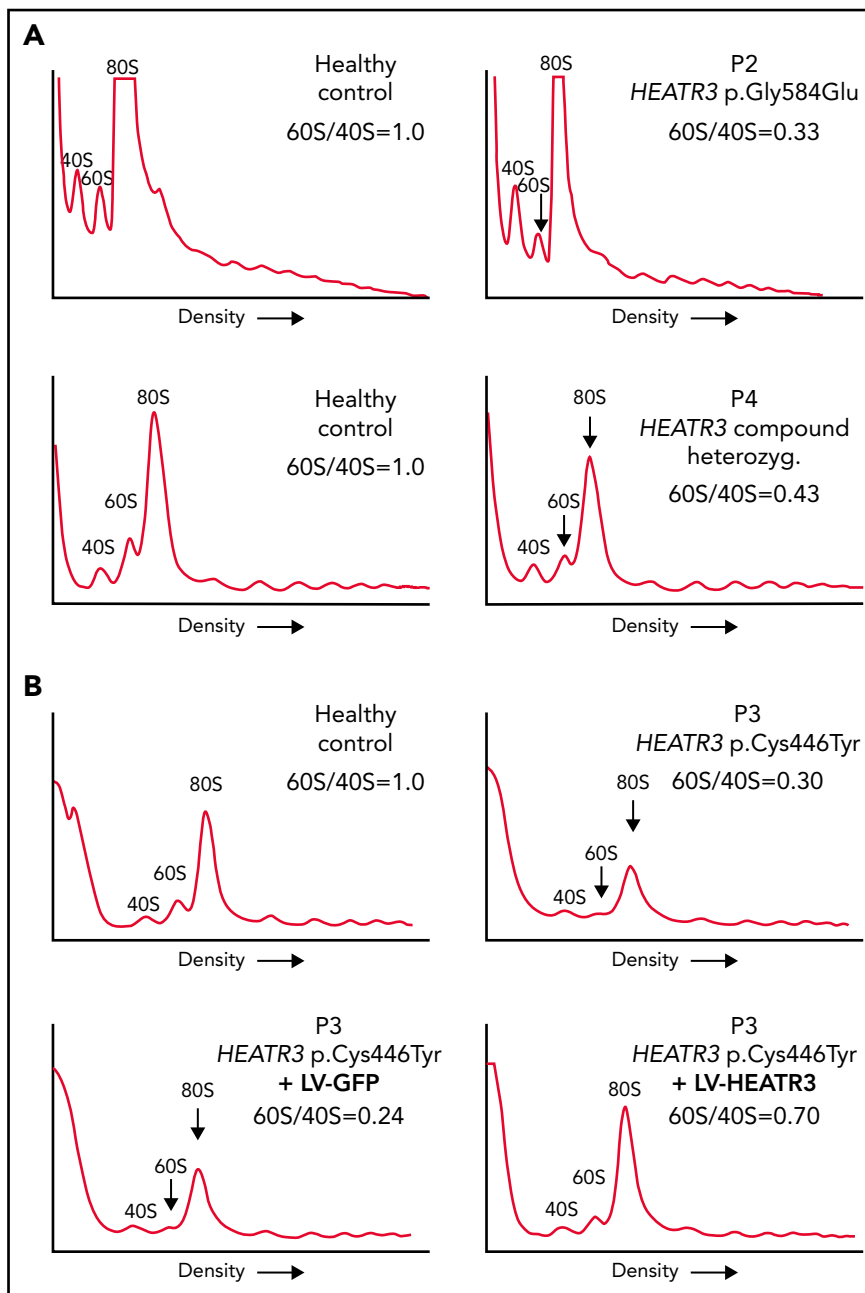 A
Healthy
control
60S/40S=1.0
80S
40S
60S
Density
P2
HEATR3 p.Gly584Glu
60S/40S=0.33
80S
40S
60S
Density
Healthy
control
60S/40S=1.0
80S
60S
40S
Density
P4
HEATR3 compound
heterozyg.
60S/40S=0.43
80S
60S
40S
Density
B
Healthy
control
60S/40S=1.0
80S
60S
40S
Density
P3
HEATR3 p.Cys446Tyr
60S/40S=0.30
80S
60S
40S
Density
P3
HEATR3 p.Cys446Tyr
+ LV-GFP
60S/40S=0.24
80S
60S
40S
Density
P3
HEATR3 p.Cys446Tyr
+ LV-HEATR3
60S/40S=0.70
80S
60S
40S
Density